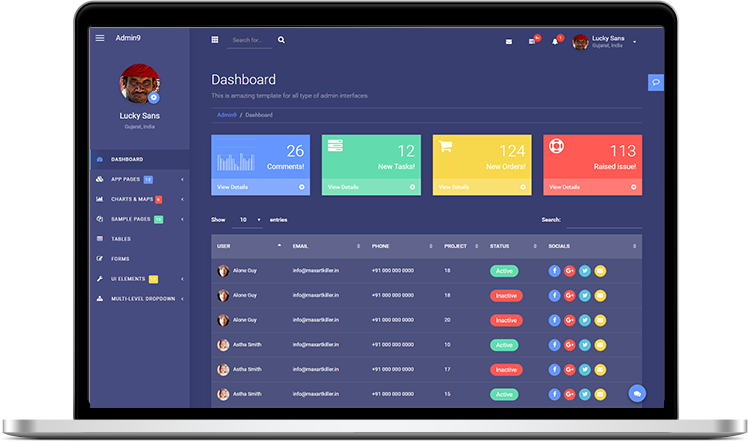 Admin9
Search for...
9+
7
Lucky Sans
Gujarat, India
Lucky Sans
Gujarat, India
DASHBOARD
APP PAGES
CHARTS & MAPS
SAMPLE PAGES
TABLES
FORMS
UI ELEMENTS
MULTI-LEVEL DROPDOWN
Dashboard
This is amazing template for all type of admin interfaces
Admin9 / Dashboard
26
Comments!
View Details
12
New Tasks!
View Details
124
New Orders!
View Details
113
Raised issue!
View Details
Show 10 entries
Search:
USER EMAIL PHONE PROJECT STATUS SOCIALS
Alone Guy info@maxartkiller.in +91 000 000 0000 18 Active
Alone Guy info@maxartkiller.in +91 000 000 0000 18 Inactive
Alone Guy info@maxartkiller.in +91 000 000 0000 20 Inactive
Astha Smith info@maxartkiller.in +91 000 000 0000 10 Active
Astha Smith info@maxartkiller.in +91 000 000 0000 17 Inactive
Astha Smith info@maxartkiller.in +91 000 000 0000 15 Active